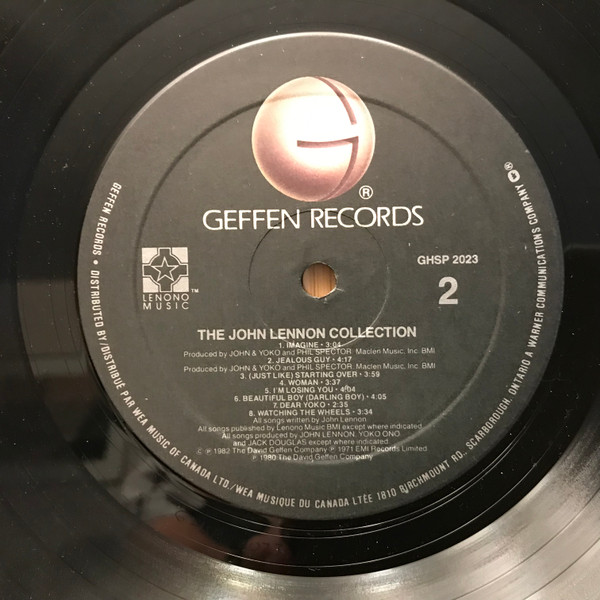 ®
GEFFEN RECORDS
GHSP 2023
2
LENONO™
MUSIC
THE JOHN LENNON COLLECTION
1. IMAGINE • 3:04
Produced by JOHN & YOKO and PHIL SPECTOR. Maclen Music, Inc. BMI
2. JEALOUS GUY • 4:17
Produced by JOHN & YOKO and PHIL SPECTOR. Maclen Music, Inc. BMI
3. (JUST LIKE) STARTING OVER • 3:59
4. WOMAN • 3:37
5. I'M LOSING YOU • 4:04
6. BEAUTIFUL BOY (DARLING BOY) • 4:05
7. DEAR YOKO • 2:35
8. WATCHING THE WHEELS • 3:34
All songs written by John Lennon.
All songs published by Lenono Music BMI except where indicated.
All songs produced by JOHN LENNON, YOKO ONO
and JACK DOUGLAS except where indicated
© ℗ 1982 The David Geffen Company ℗ 1971 EMI Records Limited
℗ 1980 The David Geffen Company
GEFFEN RECORDS • DISTRIBUTED BY/DISTRIBUÉ PAR WEA MUSIC OF CANADA LTD./WEA MUSIQUE DU CANADA LTÉE 1810 BIRCHMOUNT RD., SCARBOROUGH, ONTARIO A WARNER COMMUNICATIONS COMPANY ®